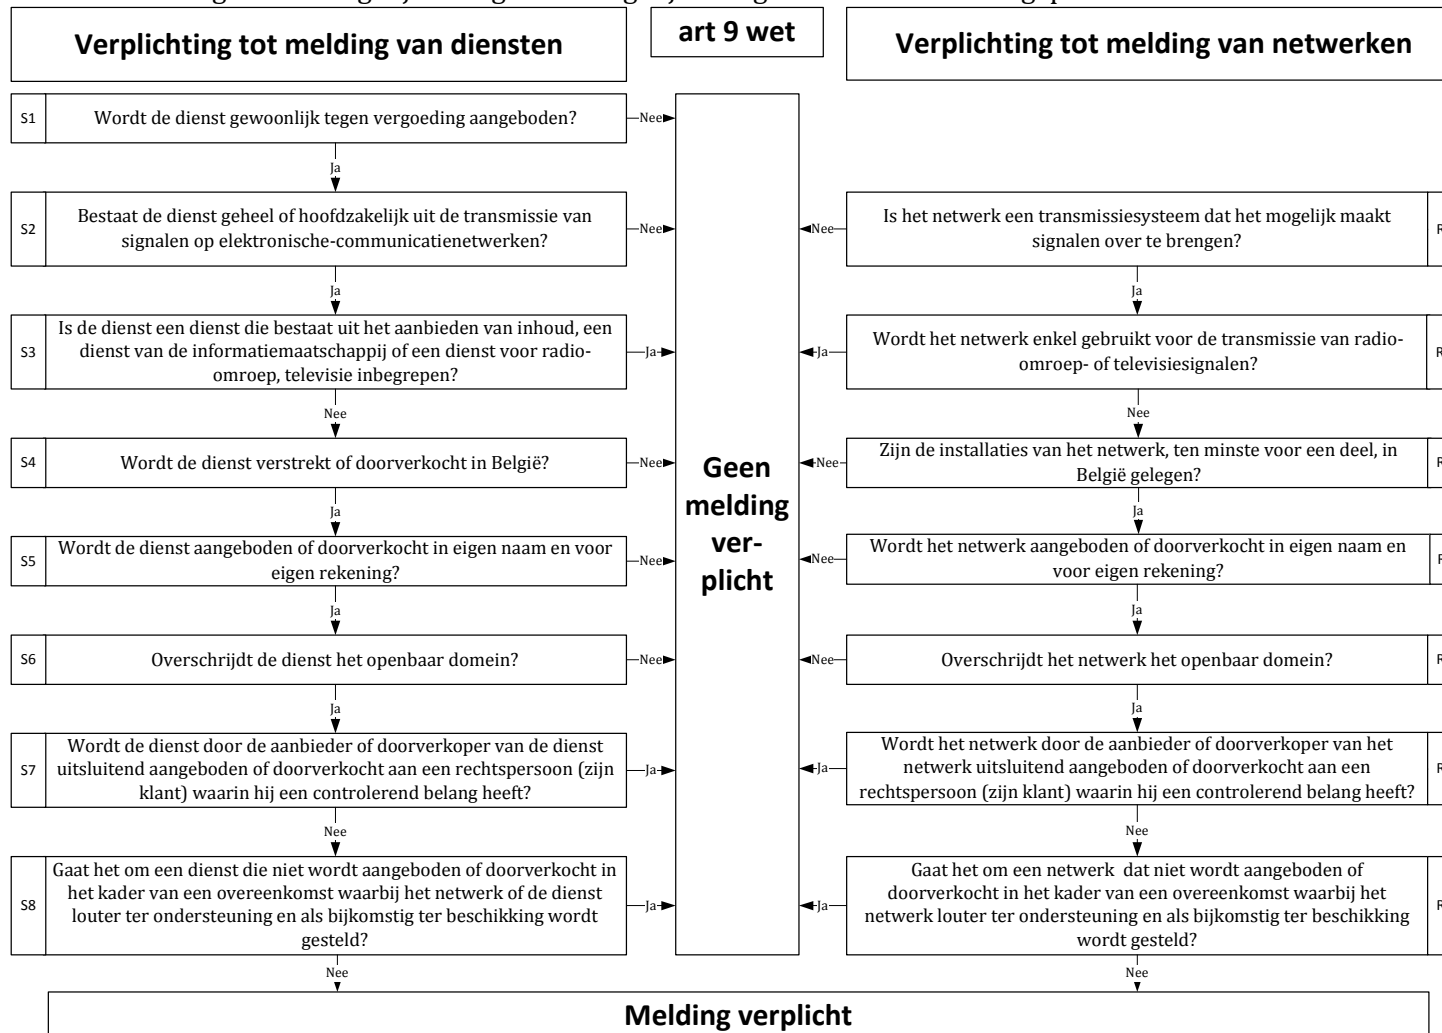 Verplichting tot melding van diensten
art 9 wet
Verplichting tot melding van netwerken
S1
Wordt de dienst gewoonlijk tegen vergoeding aangeboden?
Nee
Ja
S2
Bestaat de dienst geheel of hoofdzakelijk uit de transmissie van
signalen op elektronische-communicatienetwerken?
Nee
Nee
Is het netwerk een transmissiesysteem dat het mogelijk maakt
signalen over te brengen?
R
Ja
Ja
S3
Is de dienst een dienst die bestaat uit het aanbieden van inhoud, een
dienst van de informatiemaatschappij of een dienst voor radio-
omroep, televisie inbegrepen?
Ja
Ja
Wordt het netwerk enkel gebruikt voor de transmissie van radio-
omroep- of televisiesignalen?
R
Nee
Nee
S4
Wordt de dienst verstrekt of doorverkocht in België?
Nee
Geen
melding
ver-
plicht
Nee
Zijn de installaties van het netwerk, ten minste voor een deel, in
België gelegen?
R
Ja
Ja
S5
Wordt de dienst aangeboden of doorverkocht in eigen naam en voor
eigen rekening?
Nee
Nee
Wordt het netwerk aangeboden of doorverkocht in eigen naam en
voor eigen rekening?
R
Ja
Ja
S6
Overschrijdt de dienst het openbaar domein?
Nee
Nee
Overschrijdt het netwerk het openbaar domein?
R
Ja
Ja
S7
Wordt de dienst door de aanbieder of doorverkoper van de dienst
uitsluitend aangeboden of doorverkocht aan een rechtspersoon (zijn
klant) waarin hij een controlerend belang heeft?
Ja
Ja
Wordt het netwerk door de aanbieder of doorverkoper van het
netwerk uitsluitend aangeboden of doorverkocht aan een
rechtspersoon (zijn klant) waarin hij een controlerend belang heeft?
R
Nee
Nee
S8
Gaat het om een dienst die niet wordt aangeboden of doorverkocht in
het kader van een overeenkomst waarbij het netwerk of de dienst
louter ter ondersteuning en als bijkomstig ter beschikking wordt
gesteld?
Ja
Ja
Gaat het om een netwerk dat niet wordt aangeboden of
doorverkocht in het kader van een overeenkomst waarbij het
netwerk louter ter ondersteuning en als bijkomstig ter beschikking
wordt gesteld?
R
Nee
Nee
Melding verplicht